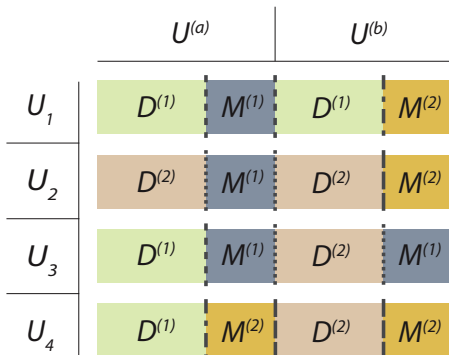 U⁽ᵃ⁾ U⁽ᵇ⁾
U₁ D⁽¹⁾ M⁽¹⁾ D⁽¹⁾ M⁽²⁾
U₂ D⁽²⁾ M⁽¹⁾ D⁽²⁾ M⁽²⁾
U₃ D⁽¹⁾ M⁽¹⁾ D⁽²⁾ M⁽¹⁾
U₄ D⁽¹⁾ M⁽²⁾ D⁽²⁾ M⁽²⁾